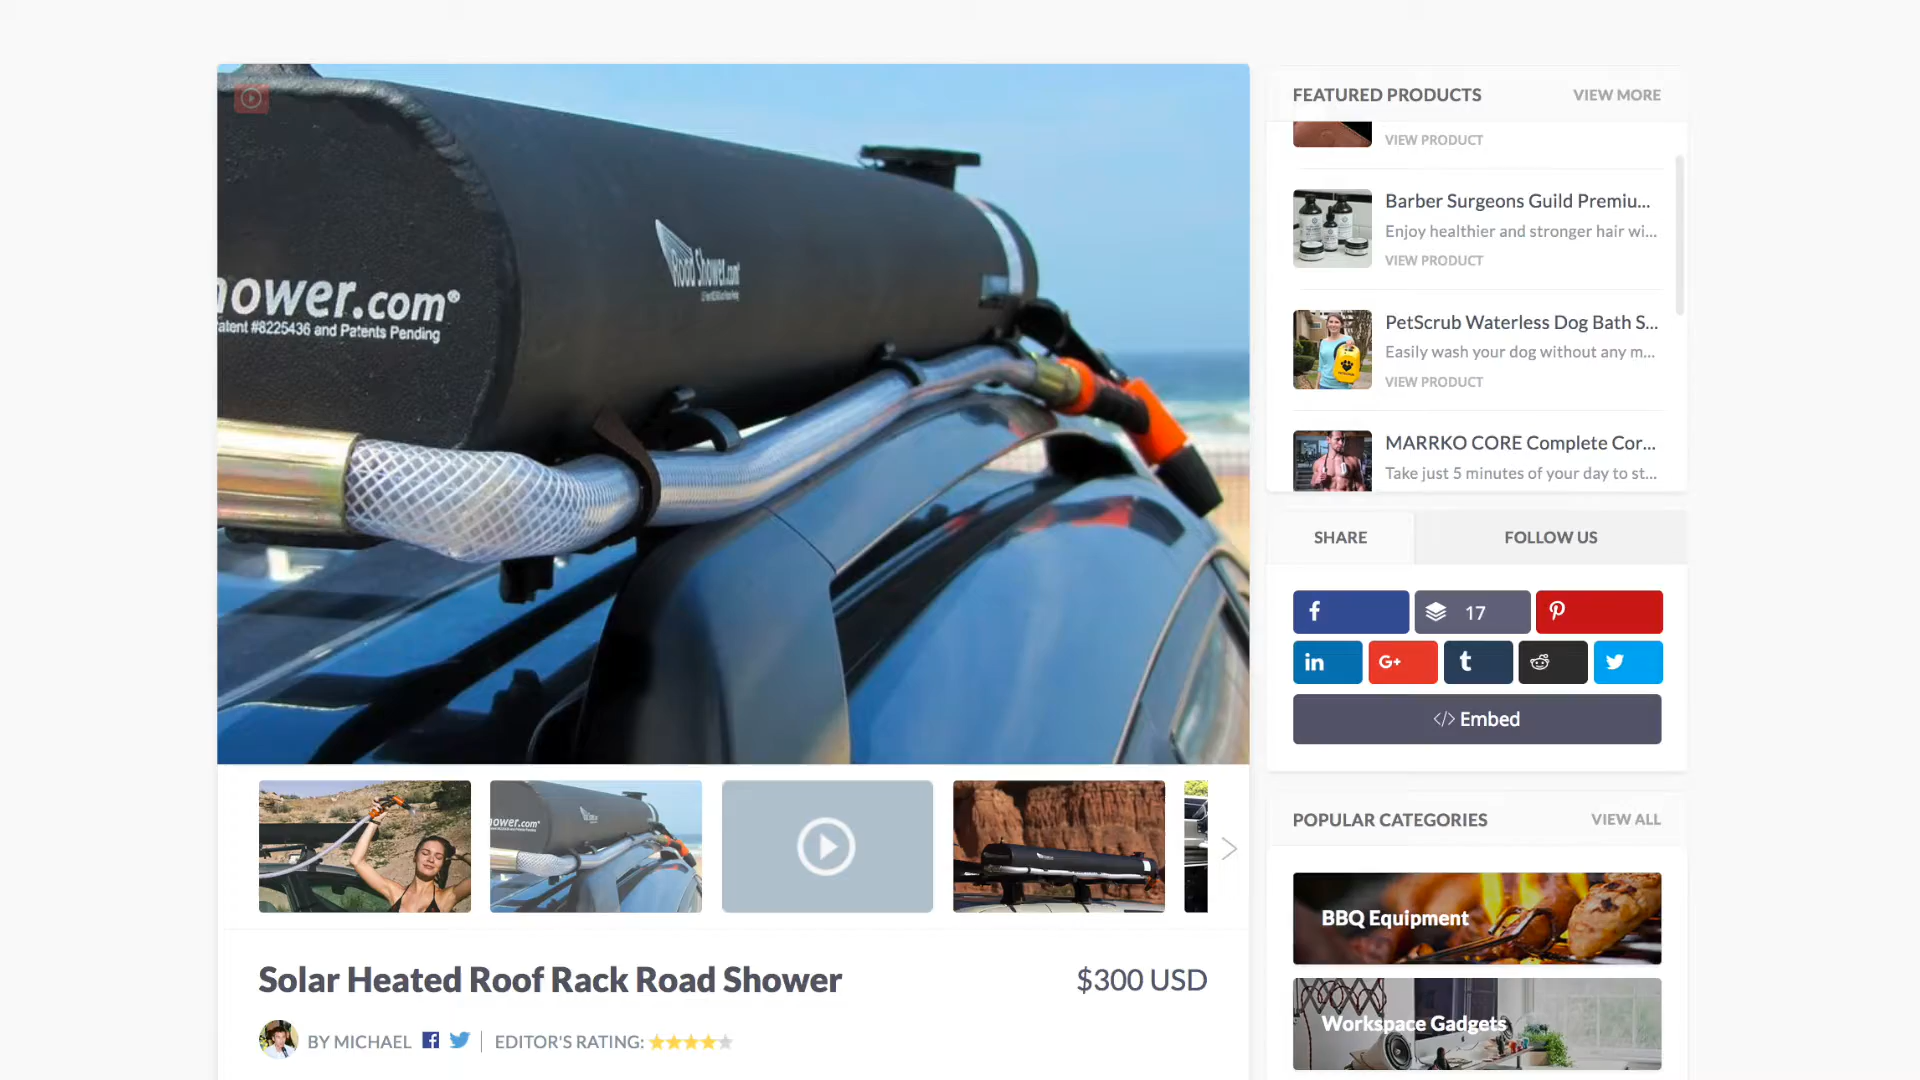 ower.com®
atent #8225436 and Patents Pending
Road Shower.com
Solar Heated Roof Rack Road Shower
$300 USD
BY MICHAEL
EDITOR'S RATING:
FEATURED PRODUCTS
VIEW MORE
VIEW PRODUCT
Barber Surgeons Guild Premiu...
Enjoy healthier and stronger hair wi...
VIEW PRODUCT
PetScrub Waterless Dog Bath S...
Easily wash your dog without any m...
VIEW PRODUCT
MARRKO CORE Complete Cor...
Take just 5 minutes of your day to st...
SHARE
FOLLOW US
17
</> Embed
POPULAR CATEGORIES
VIEW ALL
BBQ Equipment
Workspace Gadgets